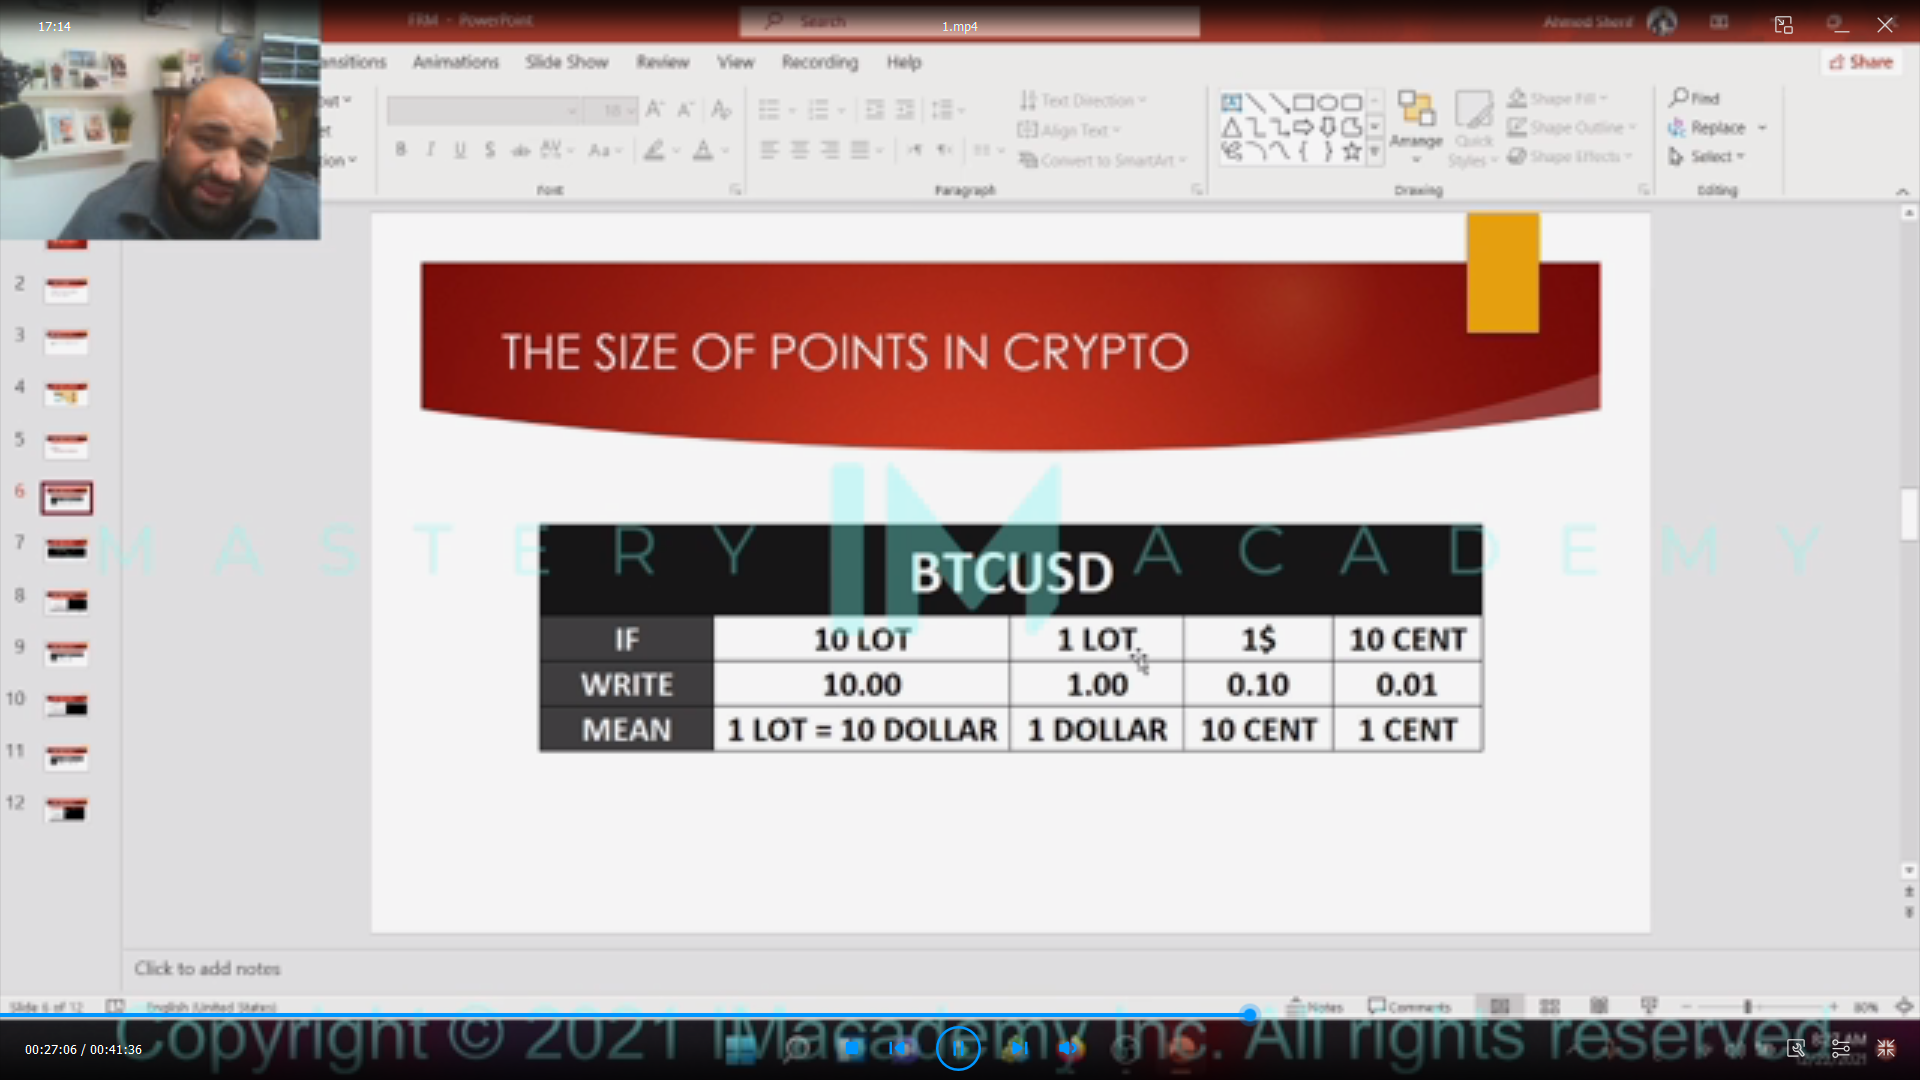 17:14
FRM - PowerPoint
Search
1.mp4
Ahmed Sherif
ansitions Animations Slide Show Review View Recording Help
Share
18
Text Direction
Align Text
Convert to SmartArt
Arrange
Quick Styles
Shape Fill
Shape Outline
Shape Effects
Find
Replace
Select
Font
Paragraph
Drawing
Editing
2
3
4
5
6
7
8
9
10
11
12
THE SIZE OF POINTS IN CRYPTO
MASTERY IM ACADEMY
BTCUSD
IF 10 LOT 1 LOT 1$ 10 CENT
WRITE 10.00 1.00 0.10 0.01
MEAN 1 LOT = 10 DOLLAR 1 DOLLAR 10 CENT 1 CENT
Click to add notes
Slide 6 of 12 English (United States)
Notes Comments 80%
Copyright © 2021 IMacademy Inc. All rights reserved
00:27:06 / 00:41:36